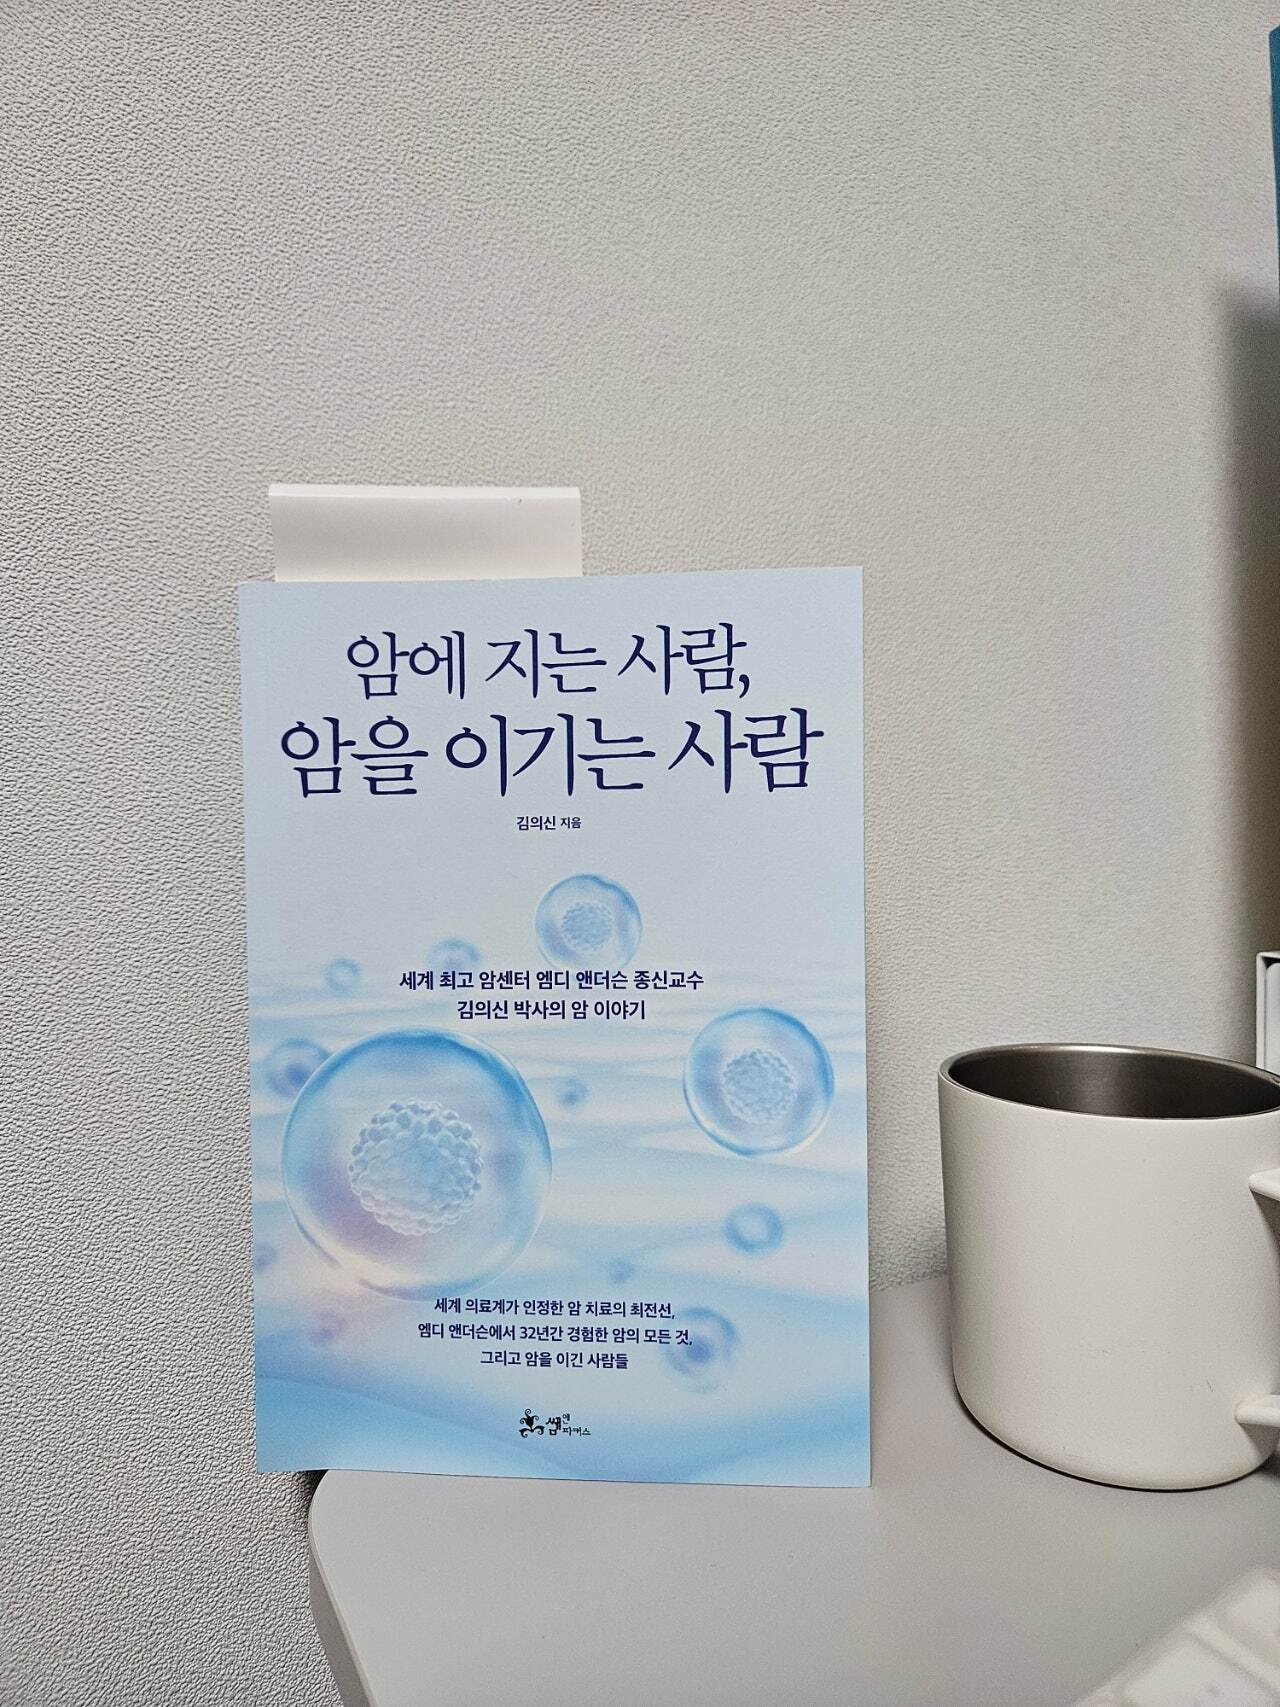 암에 지는 사람,
암을 이기는 사람
김의신 지음
세계 최고 암센터 엠디 앤더슨 종신교수
김의신 박사의 암 이야기
세계 의료계가 인정한 암 치료의 최전선,
엠디 앤더슨에서 32년간 경험한 암의 모든 것,
그리고 암을 이긴 사람들
쌤앤파커스